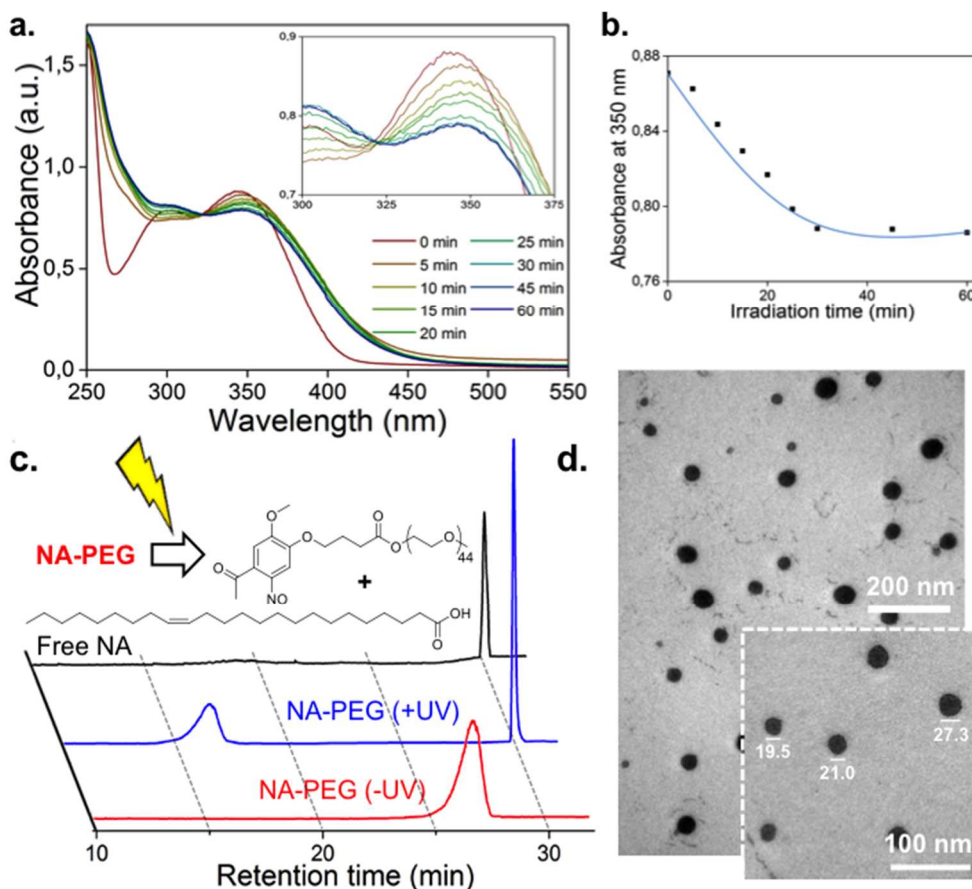 a.
Absorbance (a.u.)
1,5
1,0
0,5
0,0
250 300 350 400 450 500 550
Wavelength (nm)
0,9
0,8
0,7
300 325 350 375
0 min 25 min
5 min 30 min
10 min 45 min
15 min 60 min
20 min
b.
Absorbance at 350 nm
0,88
0,84
0,80
0,76
0 20 40 60
Irradiation time (min)
c.
NA-PEG
O
O
O
O
O
O
44
O
NO
+
OH
O
Free NA
NA-PEG (+UV)
NA-PEG (-UV)
10 15 20 25 30
Retention time (min)
d.
200 nm
19.5
21.0
27.3
100 nm